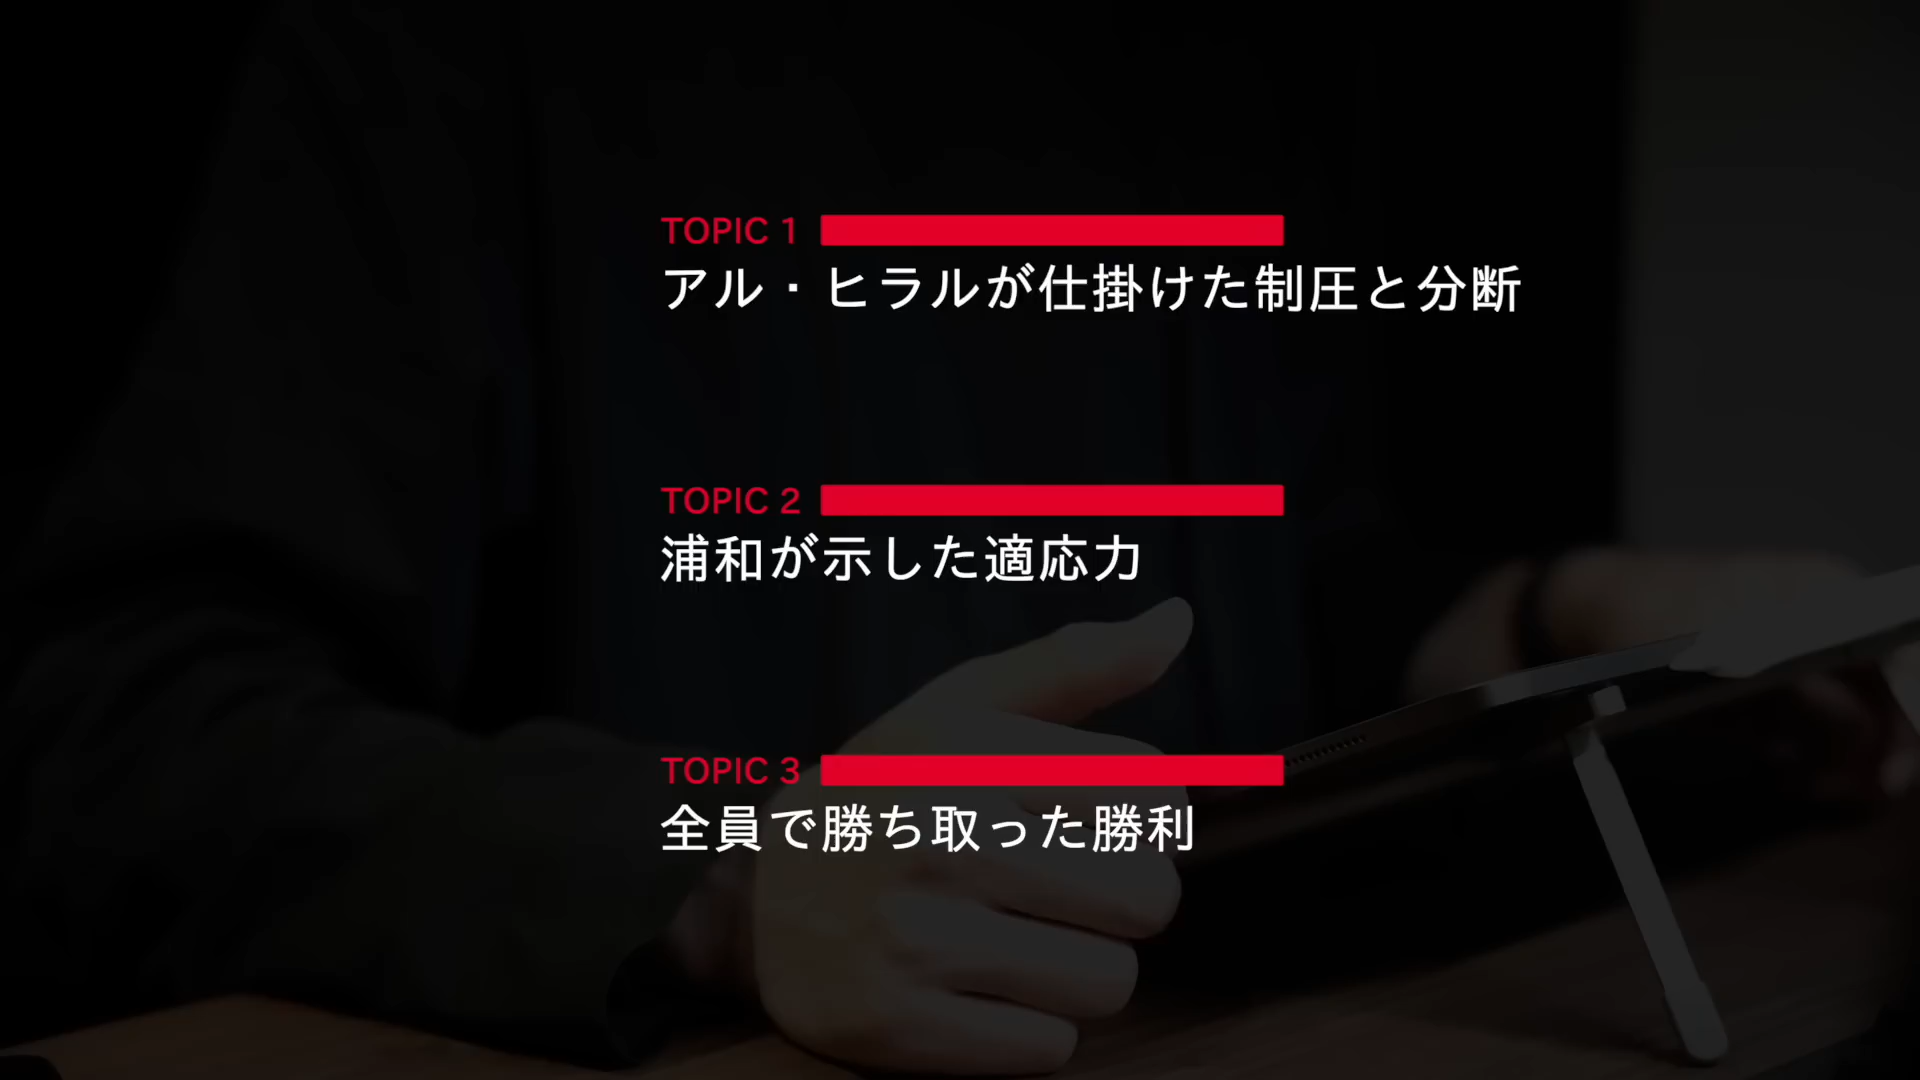 TOPIC 1
アル・ヒラルが仕掛けた制圧と分断
TOPIC 2
浦和が示した適応力
TOPIC 3
全員で勝ち取った勝利